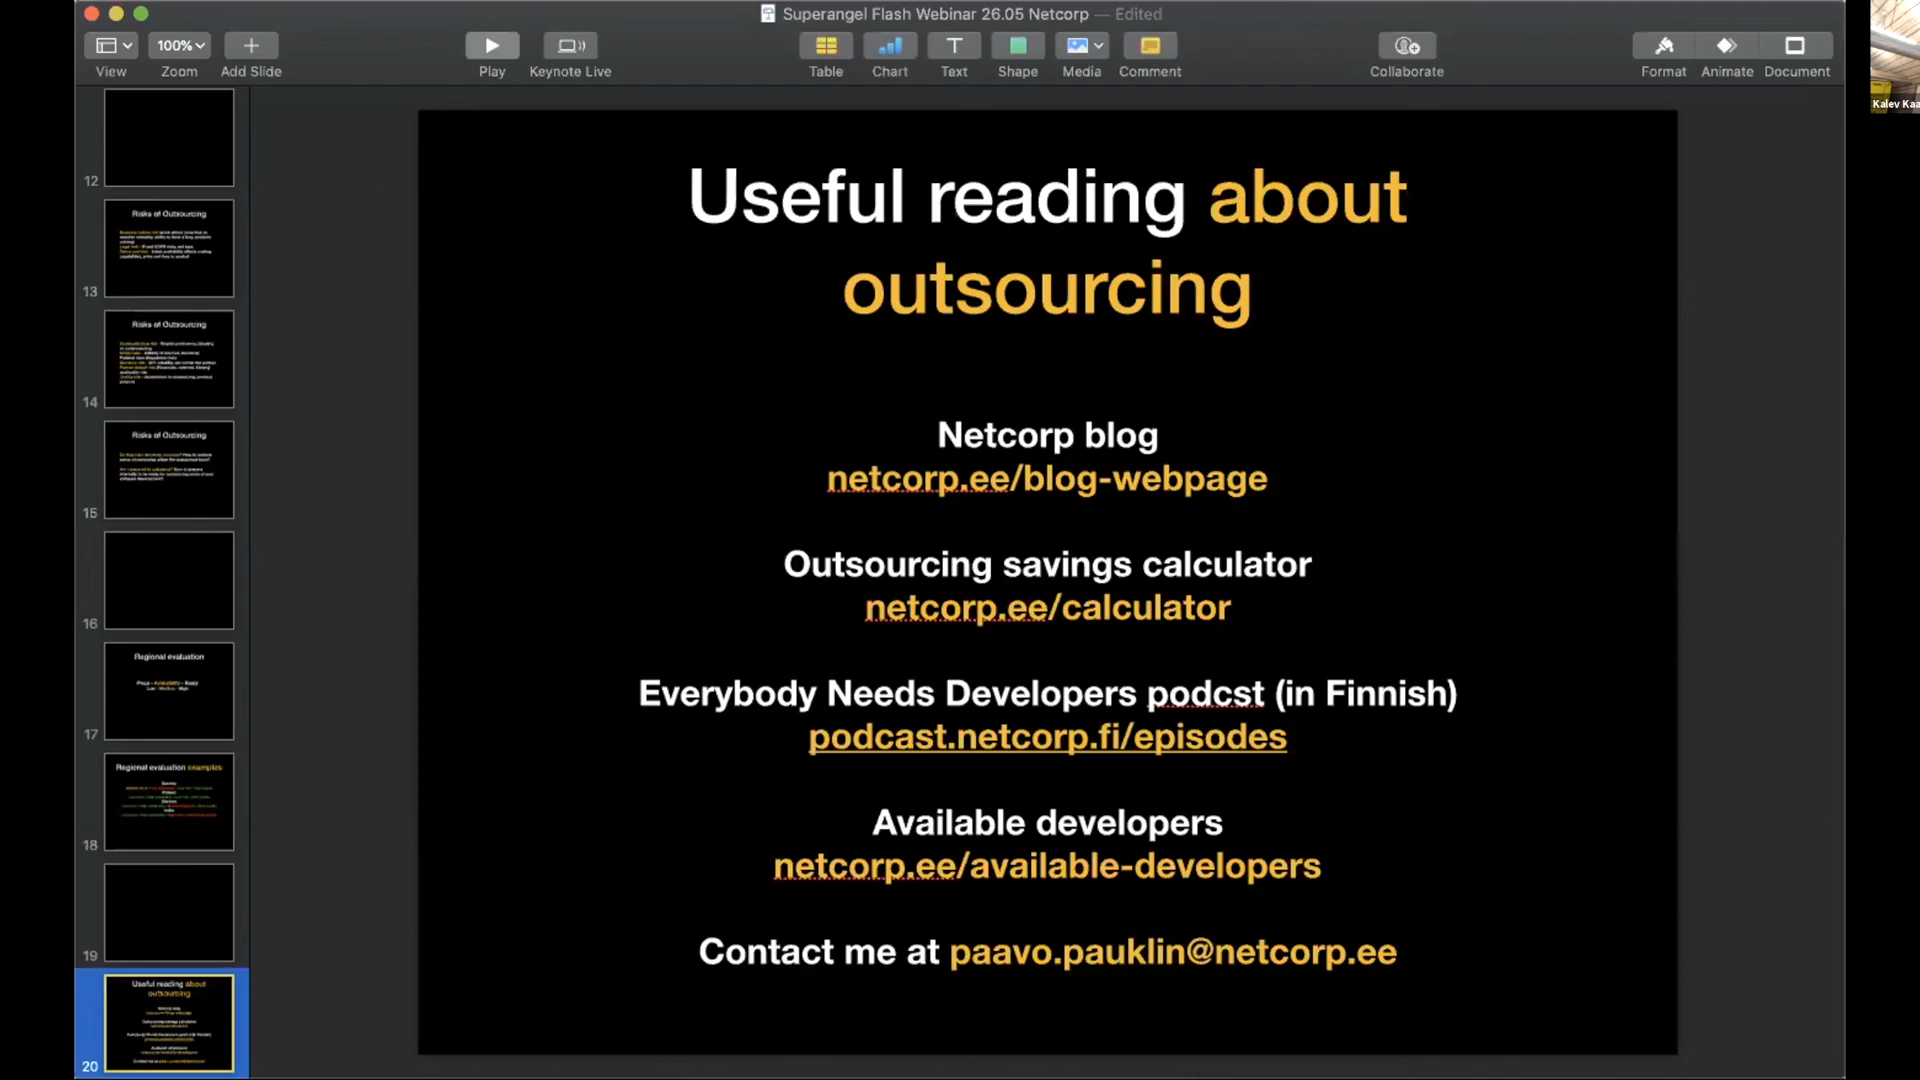 Superangel Flash Webinar 26.05 Netcorp — Edited
100%
View
Zoom
Add Slide
Play
Keynote Live
Table
Chart
Text
Shape
Media
Comment
Collaborate
Format
Animate
Document
Kalev Kaa
12
Risks of Outsourcing
13
Risks of Outsourcing
14
Risks of Outsourcing
15
16
Regional evaluation
17
Regional evaluation examples
18
19
Useful reading about
outsourcing
20
Useful reading about
outsourcing
Netcorp blog
netcorp.ee/blog-webpage
Outsourcing savings calculator
netcorp.ee/calculator
Everybody Needs Developers podcst (in Finnish)
podcast.netcorp.fi/episodes
Available developers
netcorp.ee/available-developers
Contact me at paavo.pauklin@netcorp.ee